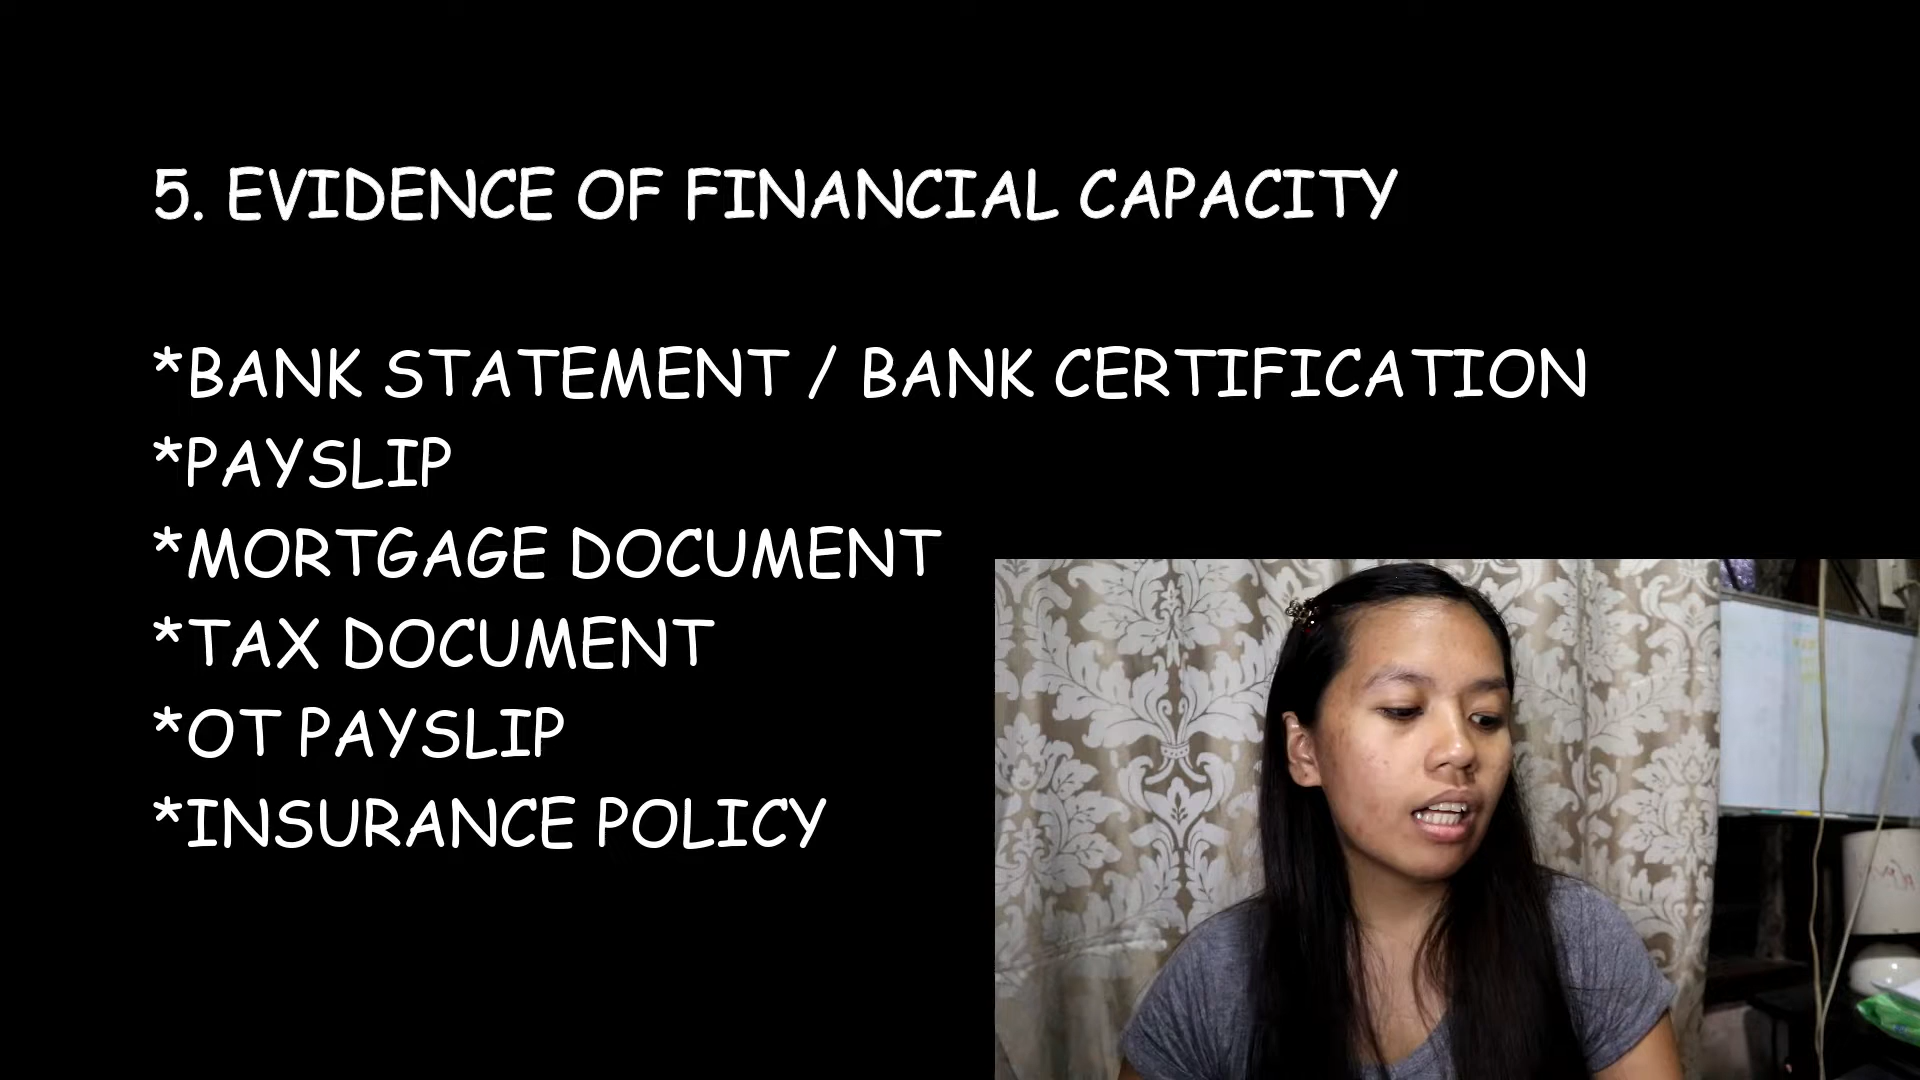 5. EVIDENCE OF FINANCIAL CAPACITY
*BANK STATEMENT / BANK CERTIFICATION
*PAYSLIP
*MORTGAGE DOCUMENT
*TAX DOCUMENT
*OT PAYSLIP
*INSURANCE POLICY